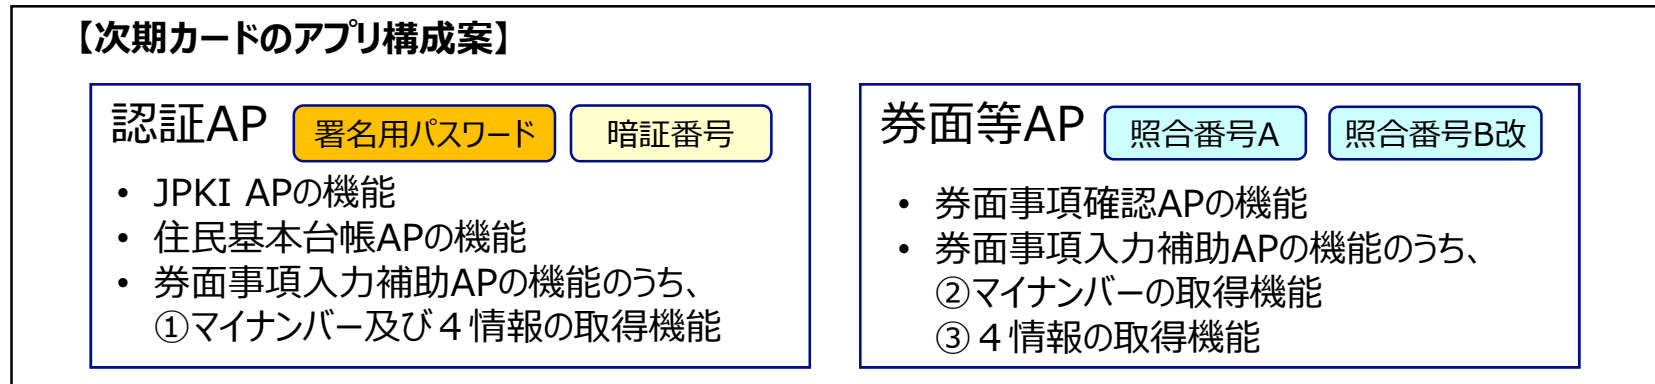 【次期カードのアプリ構成案】
認証AP 署名用パスワード 暗証番号
• JPKI APの機能
• 住民基本台帳APの機能
• 券面事項入力補助APの機能のうち、
①マイナンバー及び４情報の取得機能
券面等AP 照合番号A 照合番号B改
• 券面事項確認APの機能
• 券面事項入力補助APの機能のうち、
②マイナンバーの取得機能
③４情報の取得機能